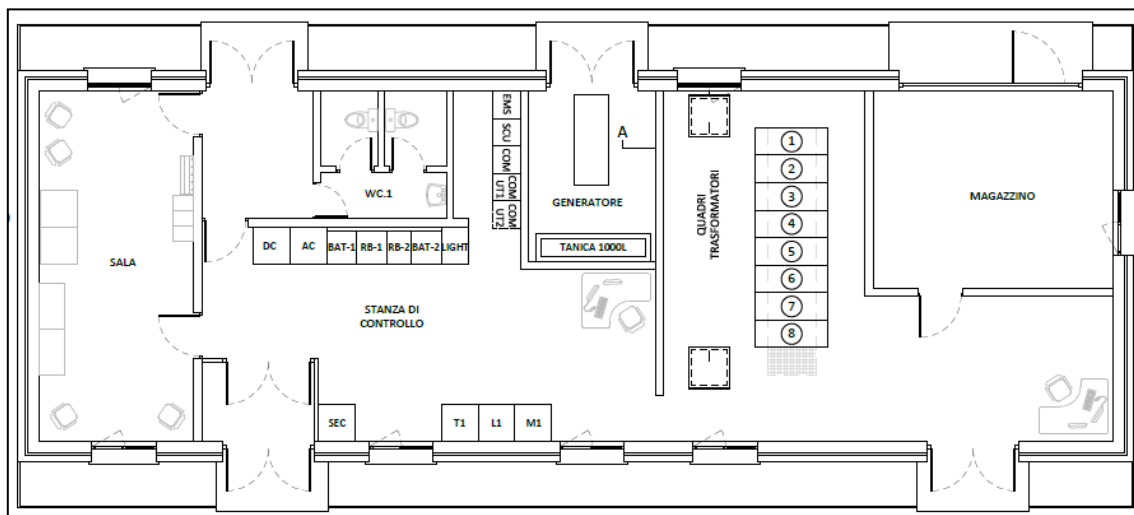 EMS
SCU
COM
COM
UT1
COM
UT2
A
GENERATORE
TANICA 1000L
WC.1
DC
AC
BAT-1
RB-1
RB-2
BAT-2
LIGHT
SALA
STANZA DI
CONTROLLO
SEC
T1
L1
M1
QUADRI
TRASFORMATORI
1
2
3
4
5
6
7
8
MAGAZZINO